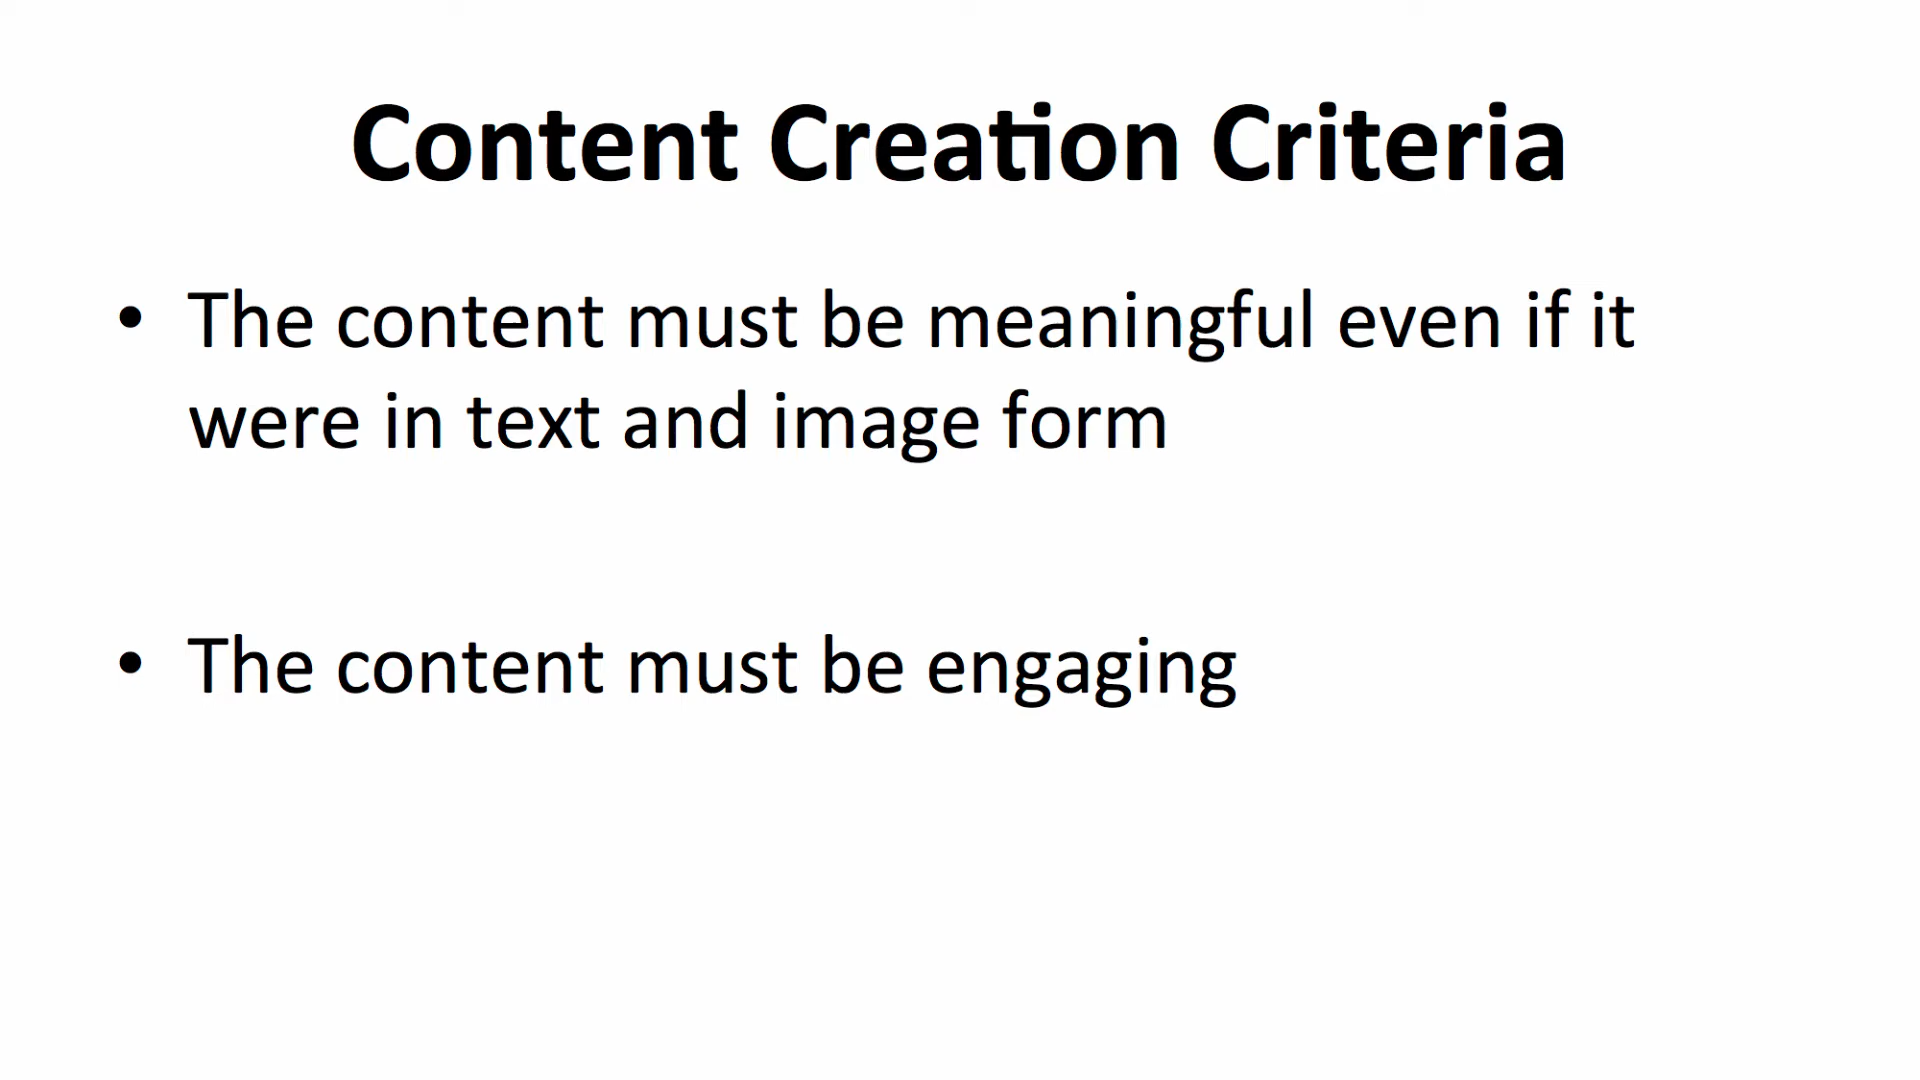 Content Creation Criteria
• The content must be meaningful even if it
were in text and image form
• The content must be engaging